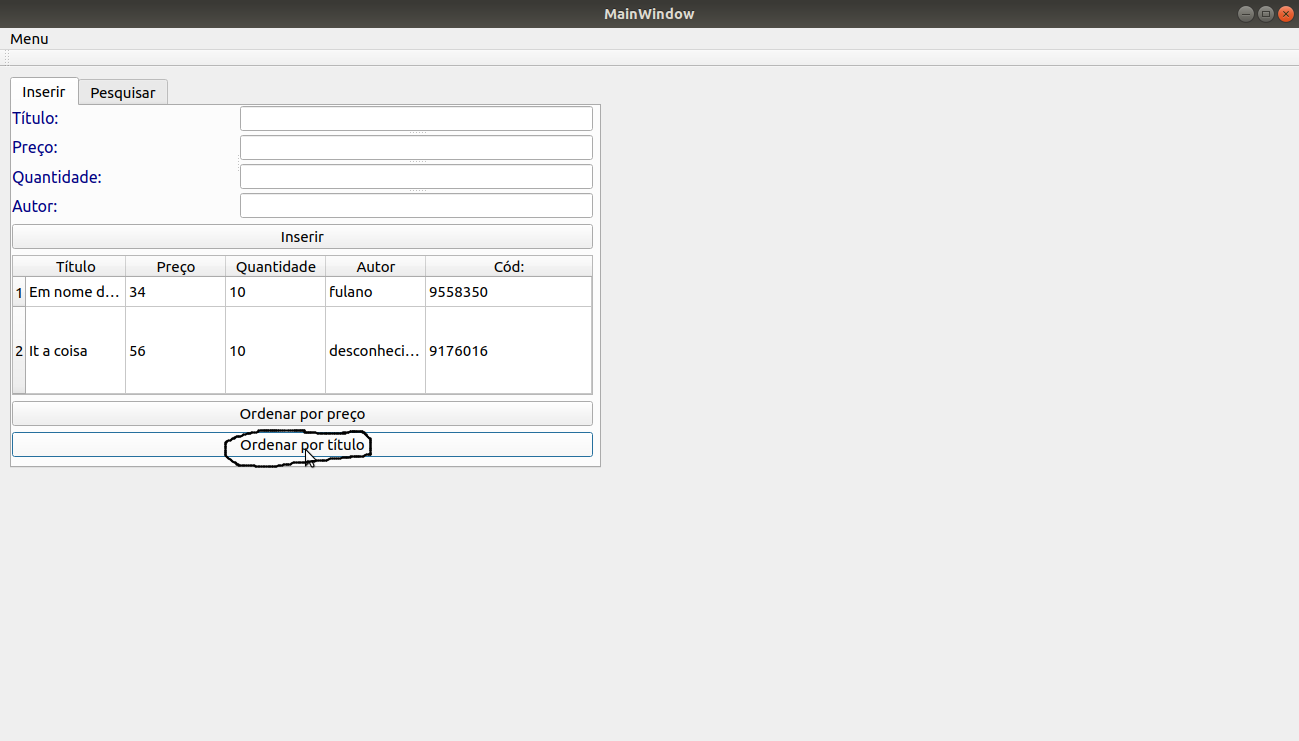 MainWindow
Menu
Inserir Pesquisar
Título:
Preço:
Quantidade:
Autor:
Inserir
Título Preço Quantidade Autor Cód:
1 Em nome d... 34 10 fulano 9558350
2 It a coisa 56 10 desconheci... 9176016
Ordenar por preço
Ordenar por título